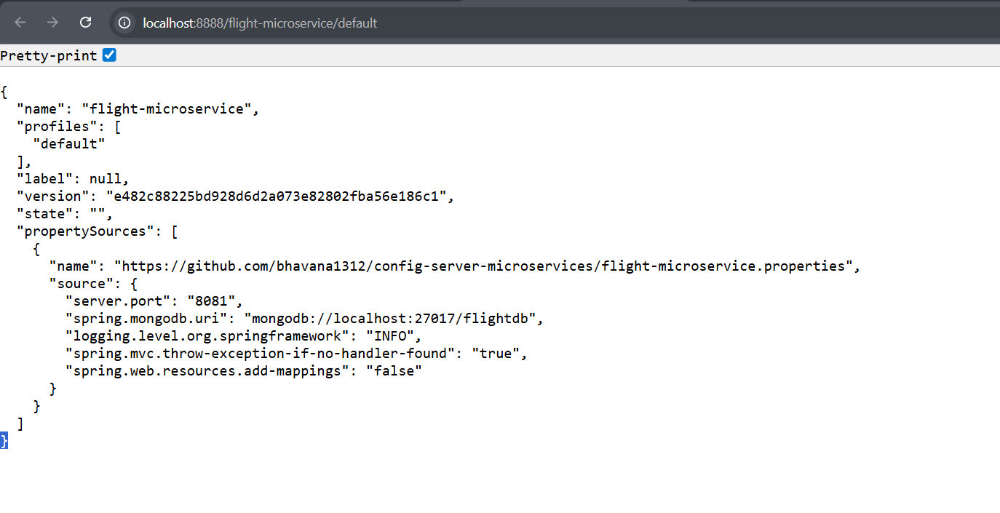 localhost:8888/flight-microservice/default
Pretty-print
{
"name": "flight-microservice",
"profiles": [
"default"
],
"label": null,
"version": "e482c88225bd928d6d2a073e82802fba56e186c1",
"state": "",
"propertySources": [
{
"name": "https://github.com/bhavana1312/config-server-microservices/flight-microservice.properties",
"source": {
"server.port": "8081",
"spring.mongodb.uri": "mongodb://localhost:27017/flightdb",
"logging.level.org.springframework": "INFO",
"spring.mvc.throw-exception-if-no-handler-found": "true",
"spring.web.resources.add-mappings": "false"
}
}
]
}